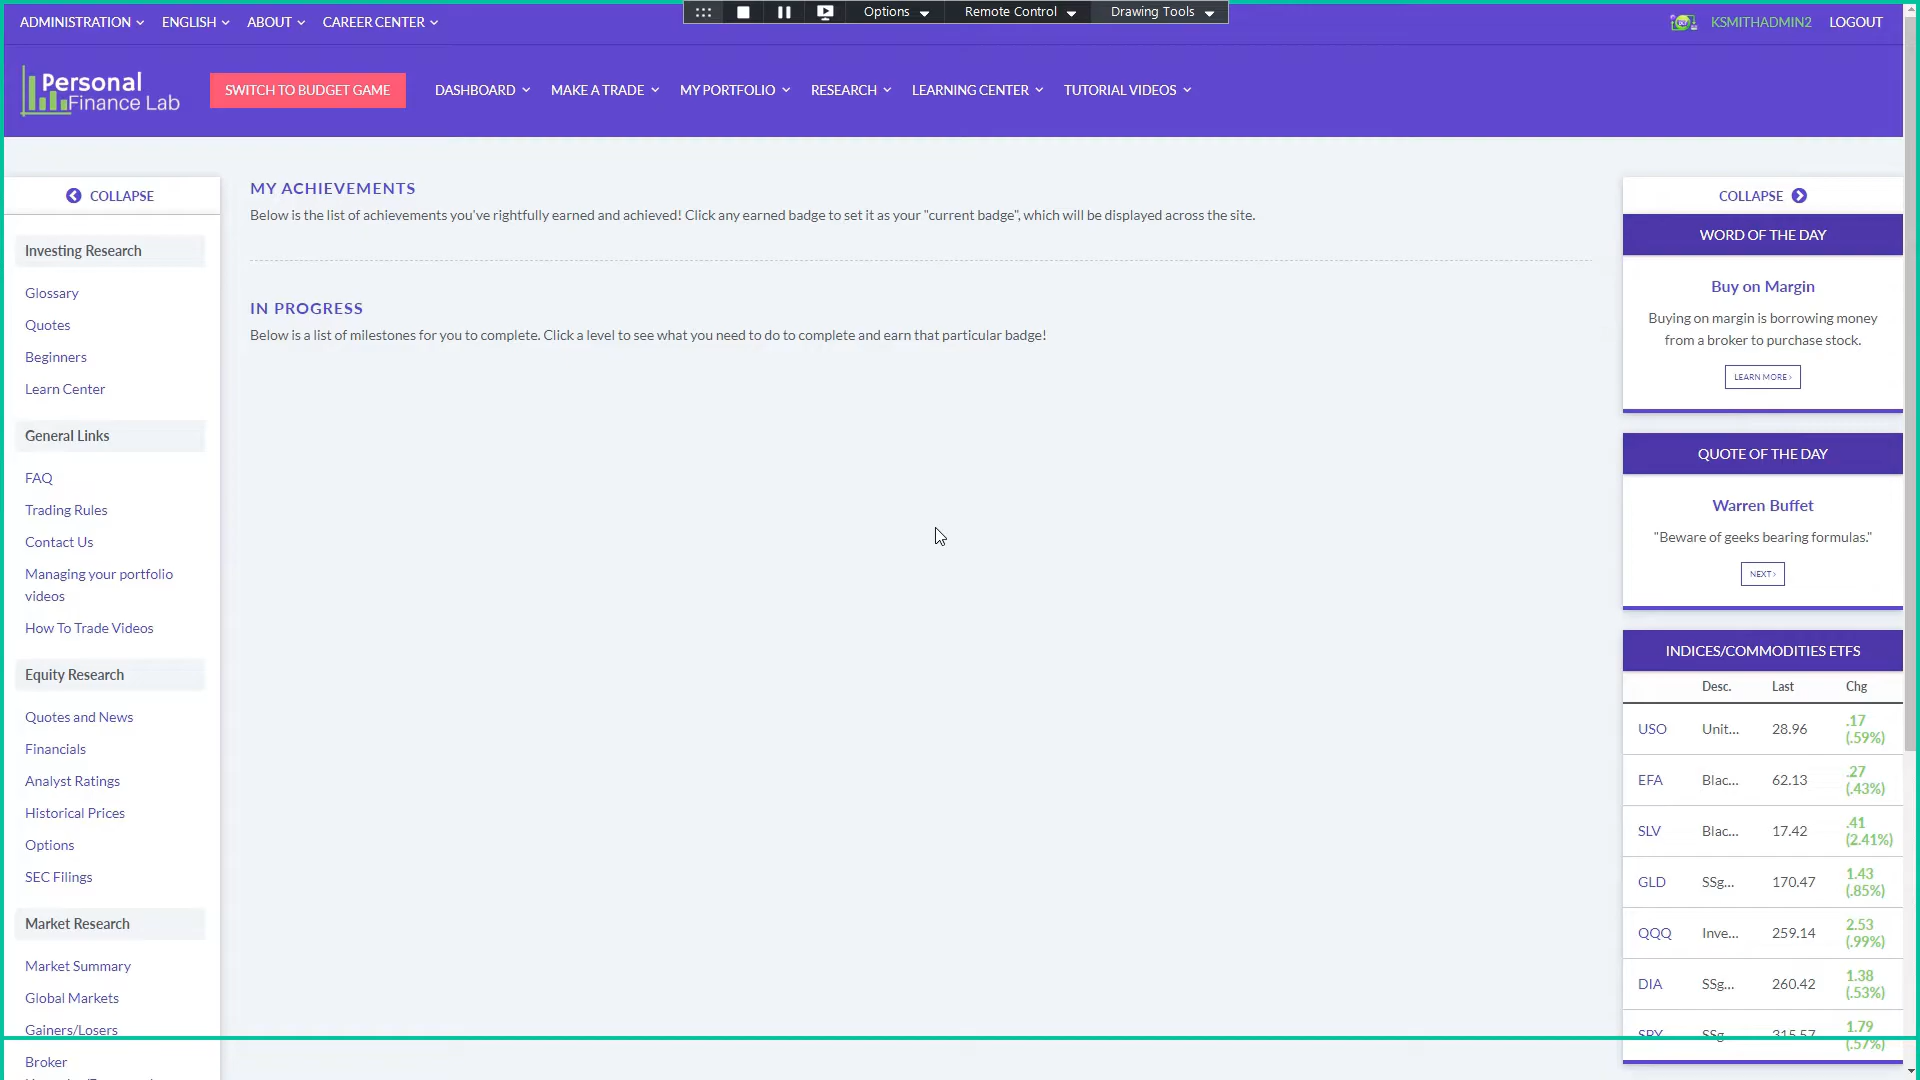 Options
Remote Control
Drawing Tools
ADMINISTRATION
ENGLISH
ABOUT
CAREER CENTER
KSMITHADMIN2
LOGOUT
Personal
Finance Lab
SWITCH TO BUDGET GAME
DASHBOARD
MAKE A TRADE
MY PORTFOLIO
RESEARCH
LEARNING CENTER
TUTORIAL VIDEOS
COLLAPSE
Investing Research
Glossary
Quotes
Beginners
Learn Center
General Links
FAQ
Trading Rules
Contact Us
Managing your portfolio
videos
How To Trade Videos
Equity Research
Quotes and News
Financials
Analyst Ratings
Historical Prices
Options
SEC Filings
Market Research
Market Summary
Global Markets
Gainers/Losers
Broker
MY ACHIEVEMENTS
Below is the list of achievements you've rightfully earned and achieved! Click any earned badge to set it as your "current badge", which will be displayed across the site.
IN PROGRESS
Below is a list of milestones for you to complete. Click a level to see what you need to do to complete and earn that particular badge!
COLLAPSE
WORD OF THE DAY
Buy on Margin
Buying on margin is borrowing money
from a broker to purchase stock.
LEARN MORE ›
QUOTE OF THE DAY
Warren Buffet
"Beware of geeks bearing formulas."
NEXT ›
INDICES/COMMODITIES ETFS
Desc. Last Chg
USO Unit... 28.96 .17 (.59%)
EFA Blac... 62.13 .27 (.43%)
SLV Blac... 17.42 .41 (2.41%)
GLD SSg... 170.47 1.43 (.85%)
QQQ Inve... 259.14 2.53 (.99%)
DIA SSg... 260.42 1.38 (.53%)
SPY SSg 315.57 1.79 (.57%)